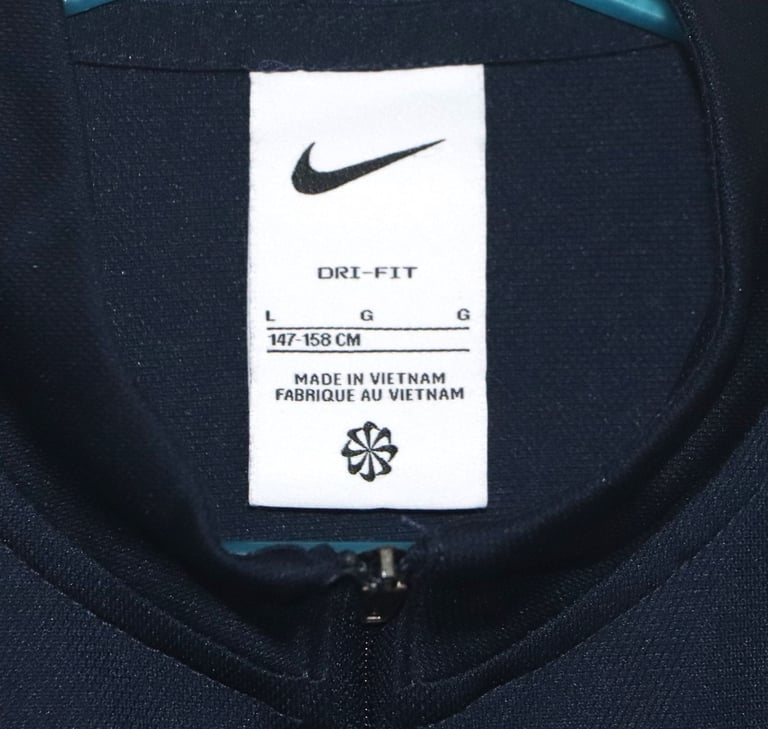 DRI-FIT
L G G
147-158 CM
MADE IN VIETNAM
FABRIQUE AU VIETNAM